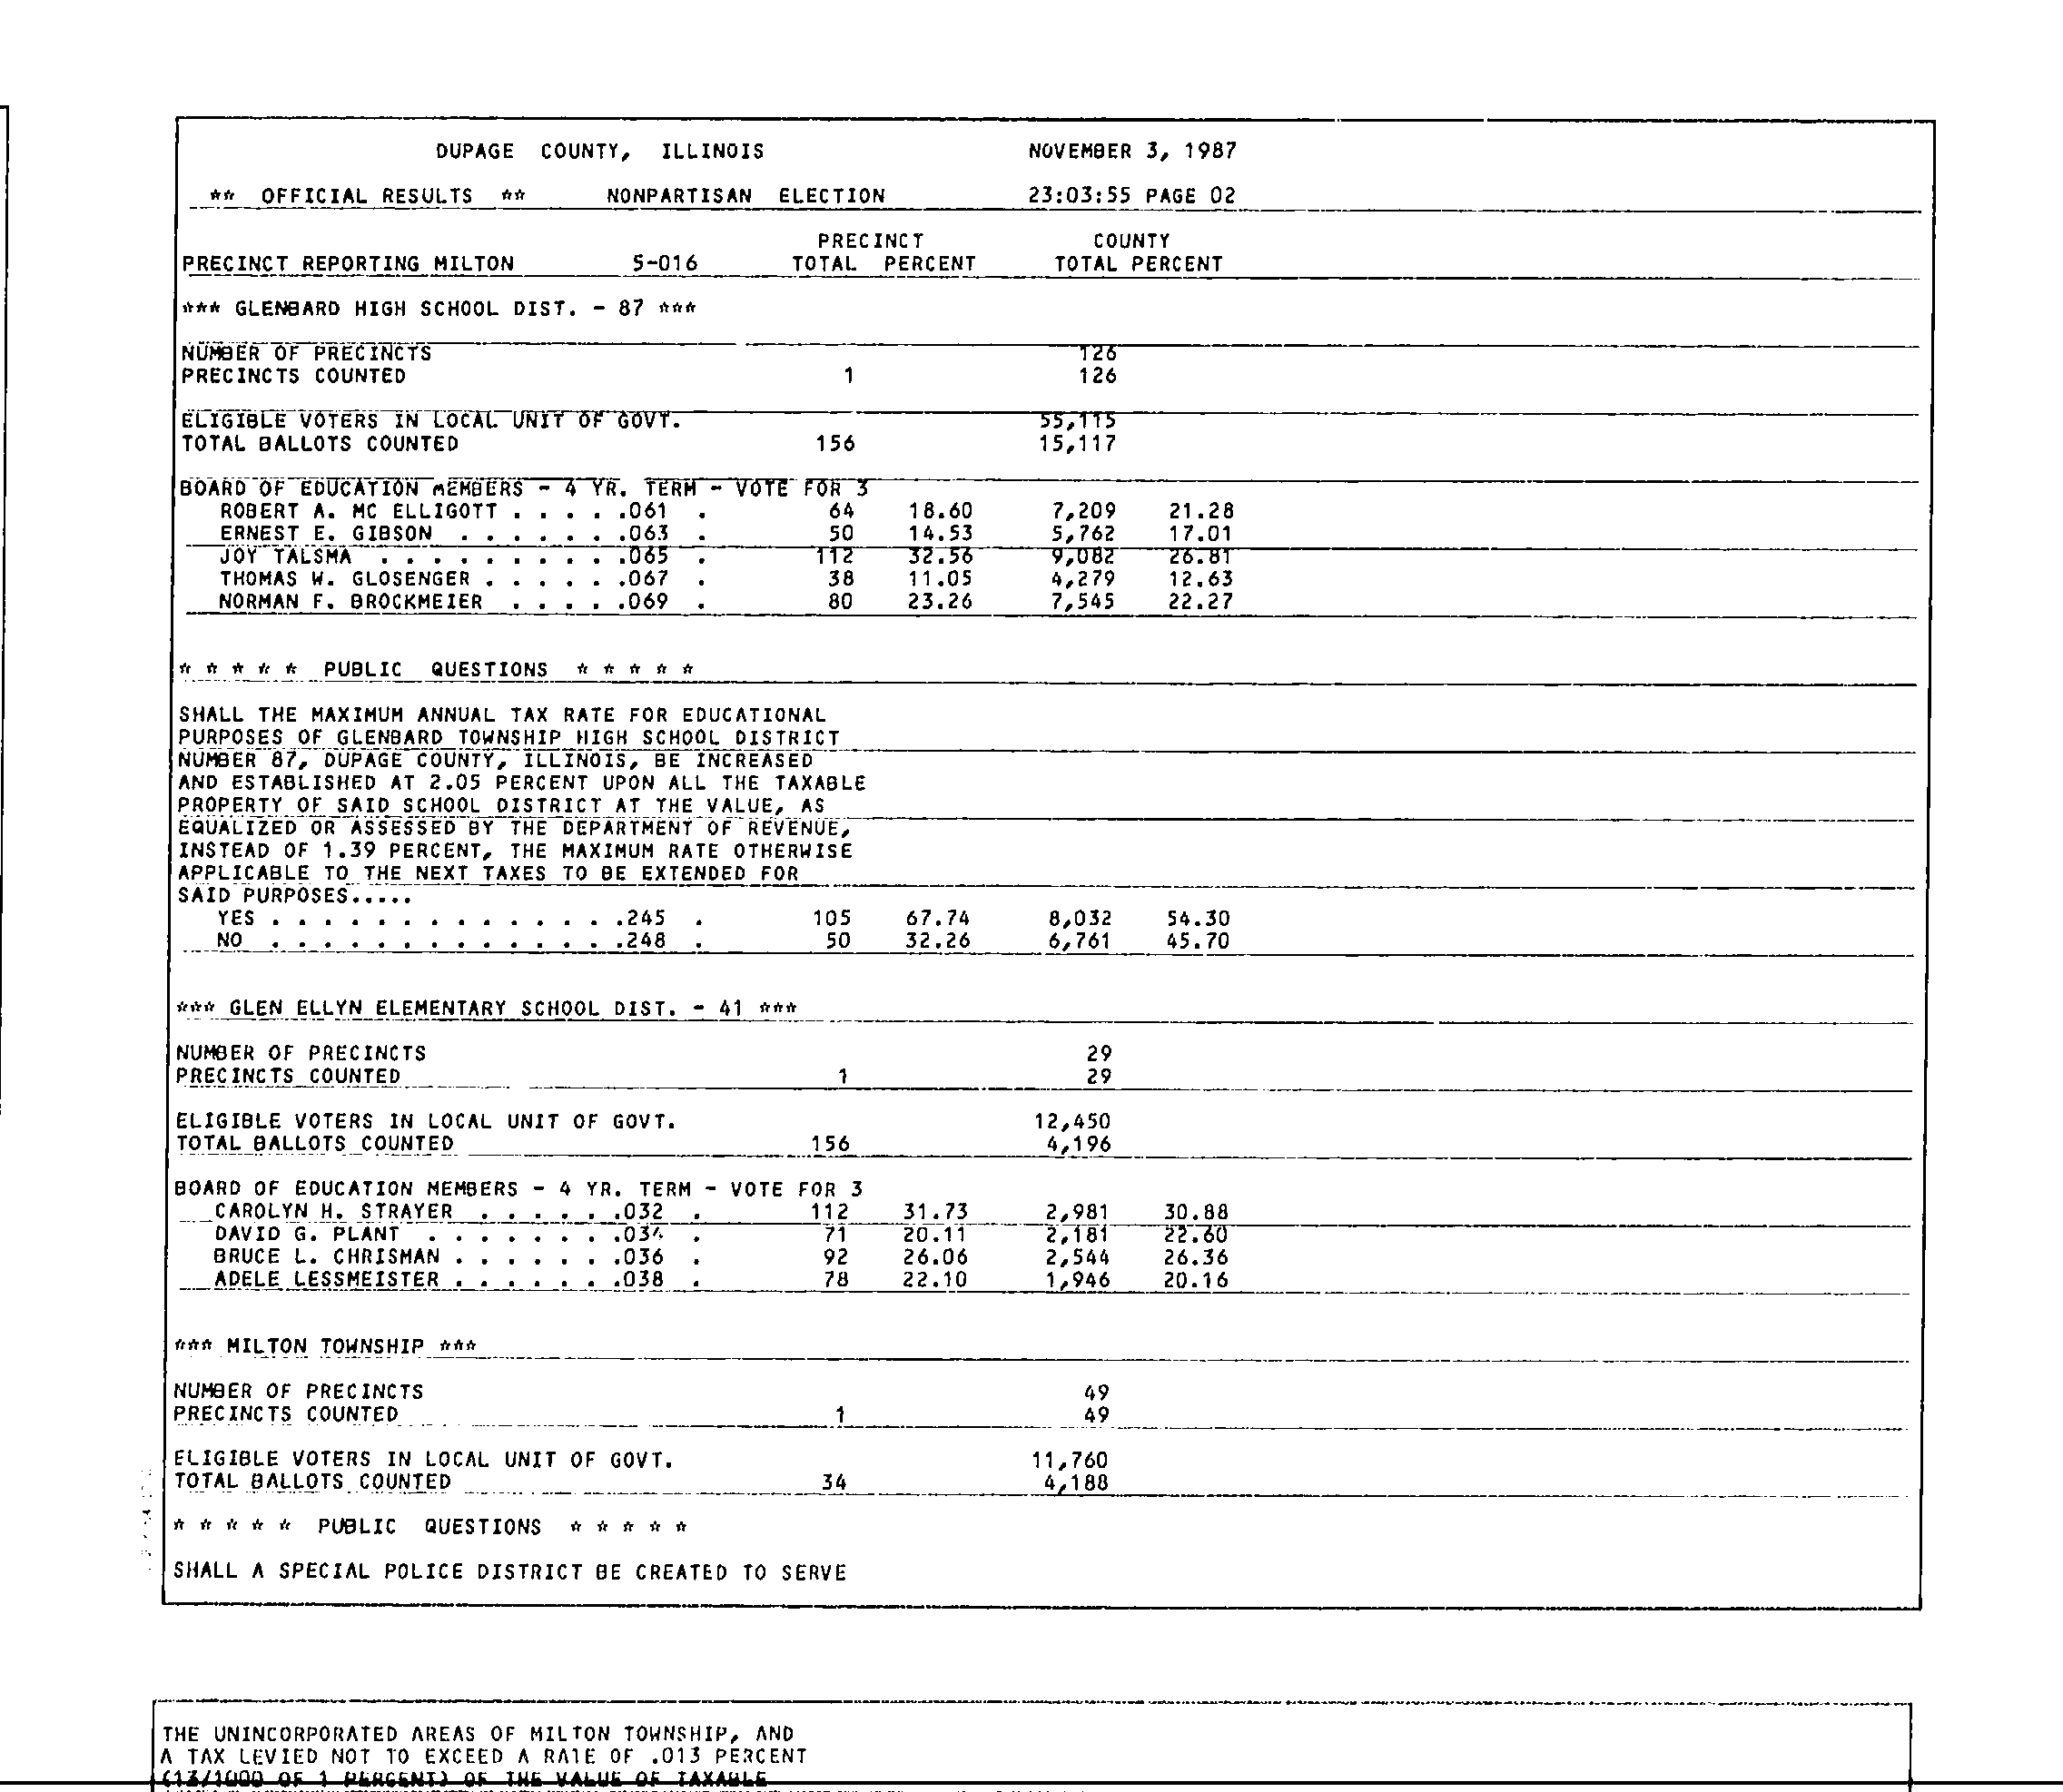 DUPAGE COUNTY, ILLINOIS NOVEMBER 3, 1987
** OFFICIAL RESULTS ** NONPARTISAN ELECTION 23:03:55 PAGE 02
PRECINCT COUNTY
PRECINCT REPORTING MILTON 5-016 TOTAL PERCENT TOTAL PERCENT
*** GLENBARD HIGH SCHOOL DIST. - 87 ***
NUMBER OF PRECINCTS 126
PRECINCTS COUNTED 1 126
ELIGIBLE VOTERS IN LOCAL UNIT OF GOVT. 55,115
TOTAL BALLOTS COUNTED 156 15,117
BOARD OF EDUCATION MEMBERS - 4 YR. TERM - VOTE FOR 3
ROBERT A. MC ELLIGOTT . . . . .061 . 64 18.60 7,209 21.28
ERNEST E. GIBSON . . . . . . .063 . 50 14.53 5,762 17.01
JOY TALSMA . . . . . . . . . .065 . 112 32.56 9,082 26.81
THOMAS W. GLOSENGER . . . . . .067 . 38 11.05 4,279 12.63
NORMAN F. BROCKMEIER . . . . .069 . 80 23.26 7,545 22.27
* * * * * PUBLIC QUESTIONS * * * * *
SHALL THE MAXIMUM ANNUAL TAX RATE FOR EDUCATIONAL
PURPOSES OF GLENBARD TOWNSHIP HIGH SCHOOL DISTRICT
NUMBER 87, DUPAGE COUNTY, ILLINOIS, BE INCREASED
AND ESTABLISHED AT 2.05 PERCENT UPON ALL THE TAXABLE
PROPERTY OF SAID SCHOOL DISTRICT AT THE VALUE, AS
EQUALIZED OR ASSESSED BY THE DEPARTMENT OF REVENUE,
INSTEAD OF 1.39 PERCENT, THE MAXIMUM RATE OTHERWISE
APPLICABLE TO THE NEXT TAXES TO BE EXTENDED FOR
SAID PURPOSES.....
YES . . . . . . . . . . . . . .245 . 105 67.74 8,032 54.30
NO . . . . . . . . . . . . . .248 . 50 32.26 6,761 45.70
*** GLEN ELLYN ELEMENTARY SCHOOL DIST. - 41 ***
NUMBER OF PRECINCTS 29
PRECINCTS COUNTED 1 29
ELIGIBLE VOTERS IN LOCAL UNIT OF GOVT. 12,450
TOTAL BALLOTS COUNTED 156 4,196
BOARD OF EDUCATION MEMBERS - 4 YR. TERM - VOTE FOR 3
CAROLYN H. STRAYER . . . . . .032 . 112 31.73 2,981 30.88
DAVID G. PLANT . . . . . . . .034 . 71 20.11 2,181 22.60
BRUCE L. CHRISMAN . . . . . . .036 . 92 26.06 2,544 26.36
ADELE LESSMEISTER . . . . . . .038 . 78 22.10 1,946 20.16
*** MILTON TOWNSHIP ***
NUMBER OF PRECINCTS 49
PRECINCTS COUNTED 1 49
ELIGIBLE VOTERS IN LOCAL UNIT OF GOVT. 11,760
TOTAL BALLOTS COUNTED 34 4,188
* * * * * PUBLIC QUESTIONS * * * * *
SHALL A SPECIAL POLICE DISTRICT BE CREATED TO SERVE
THE UNINCORPORATED AREAS OF MILTON TOWNSHIP, AND
A TAX LEVIED NOT TO EXCEED A RATE OF .013 PERCENT
(13/1000 OF 1 PERCENT) OF THE VALUE OF TAXABLE